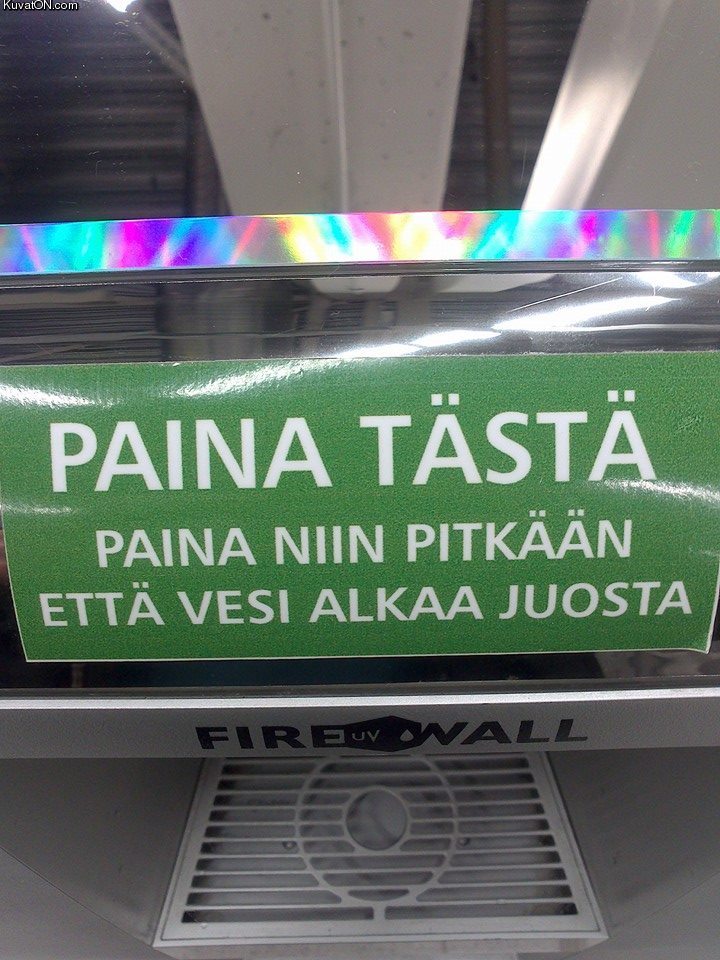 KuvatON.com
PAINA TÄSTÄ
PAINA NIIN PITKÄÄN
ETTÄ VESI ALKAA JUOSTA
FIRE UV WALL